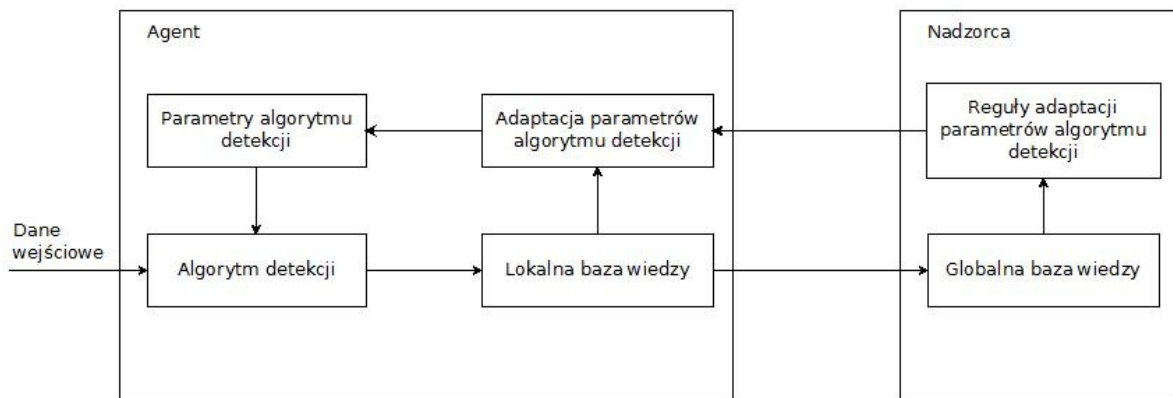 Agent
Nadzorca
Parametry algorytmu
detekcji
Adaptacja parametrów
algorytmu detekcji
Reguły adaptacji
parametrów algorytmu
detekcji
Dane
wejściowe
Algorytm detekcji
Lokalna baza wiedzy
Globalna baza wiedzy